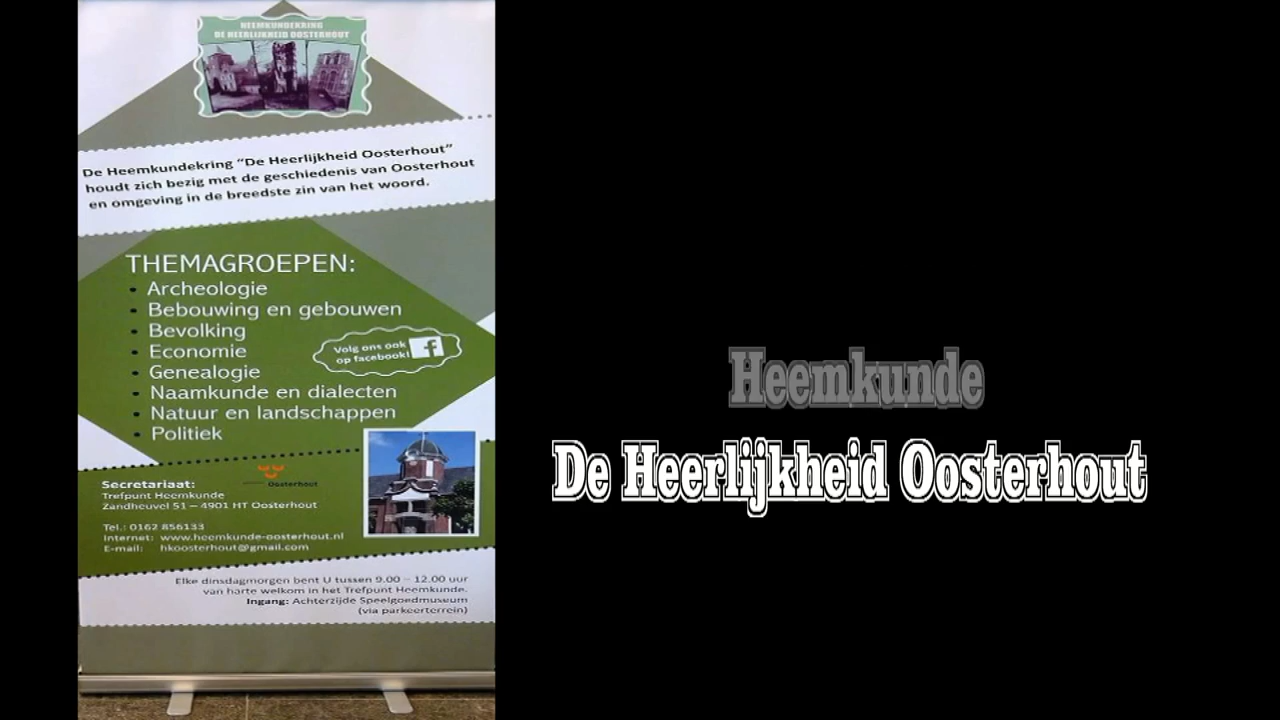 HEEMKUNDEKRING
DE HEERLIJKHEID OOSTERHOUT
De Heemkundekring "De Heerlijkheid Oosterhout"
houdt zich bezig met de geschiedenis van Oosterhout
en omgeving in de breedste zin van het woord.
THEMAGROEPEN:
• Archeologie
• Bebouwing en gebouwen
• Bevolking
• Economie
• Genealogie
• Naamkunde en dialecten
• Natuur en landschappen
• Politiek
Volg ons ook
op facebook! f
Secretariaat:
Trefpunt Heemkunde
Zandheuvel 51 – 4901 HT Oosterhout
Tel.: 0162 856133
Internet: www.heemkunde-oosterhout.nl
E-mail: hkoosterhout@gmail.com
Oosterhout
Elke dinsdagmorgen bent U tussen 9.00 – 12.00 uur
van harte welkom in het Trefpunt Heemkunde.
Ingang: Achterzijde Speelgoedmuseum
(via parkeerterrein)
Heemkunde
De Heerlijkheid Oosterhout